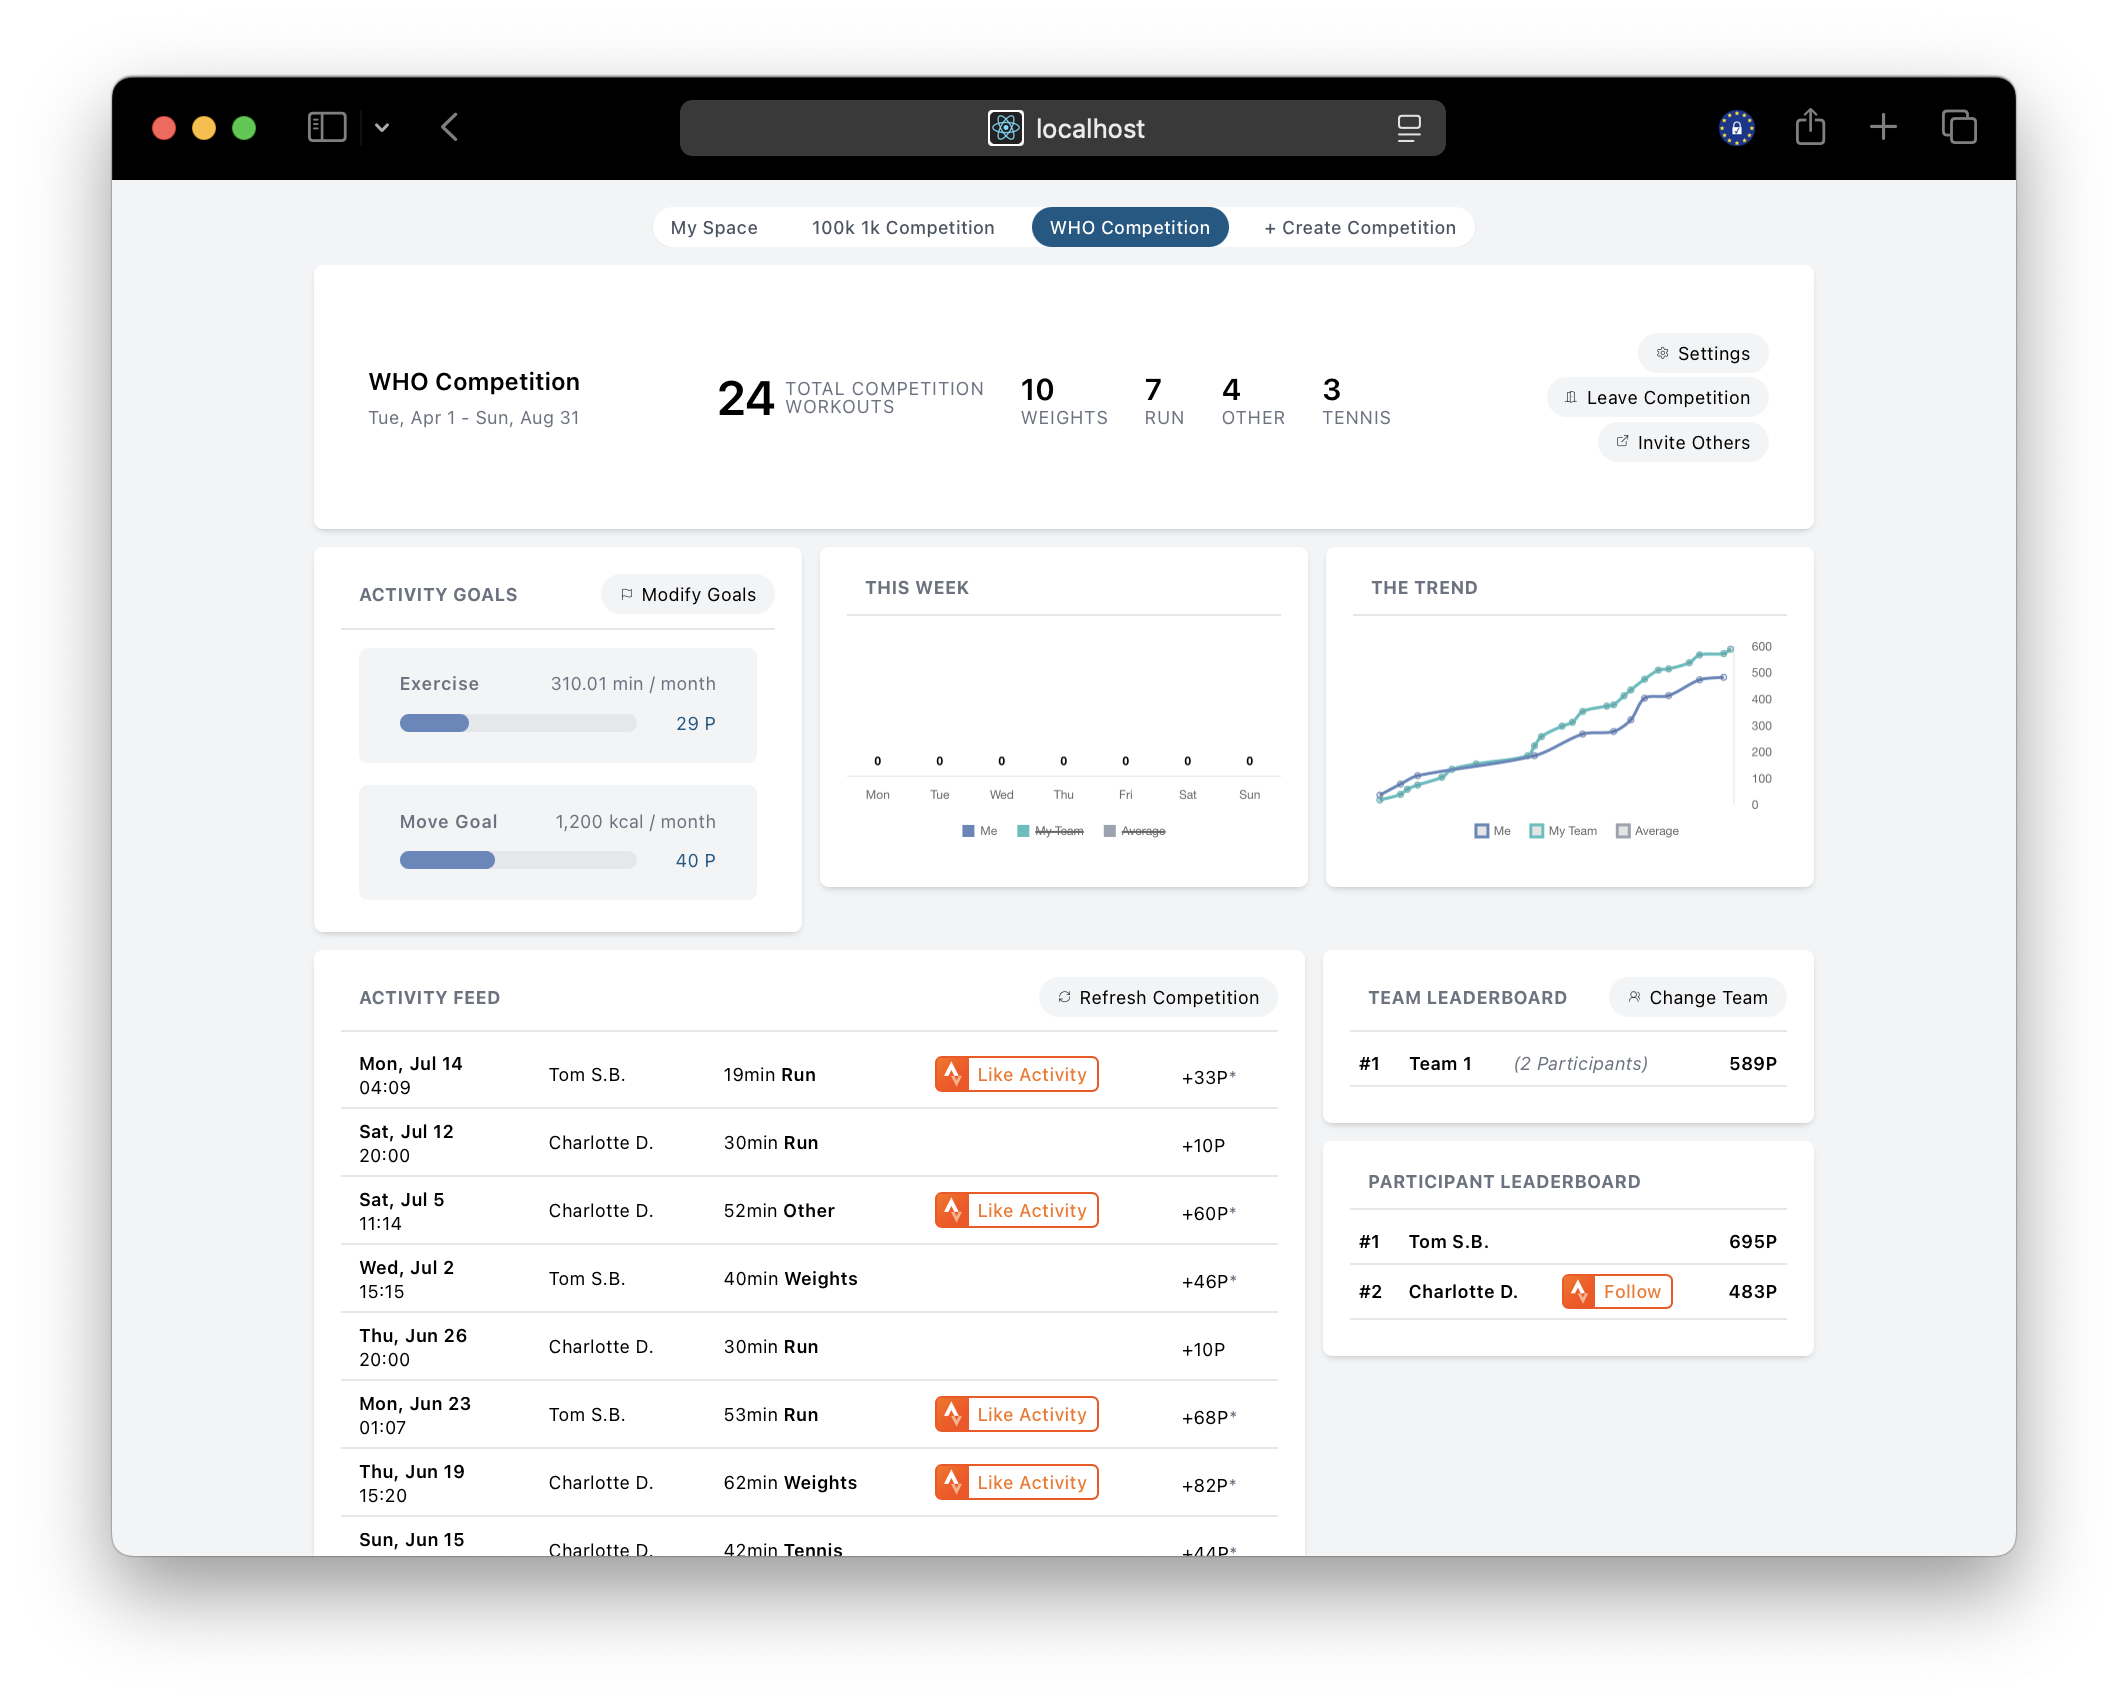 localhost
My Space
100k 1k Competition
WHO Competition
+ Create Competition
WHO Competition
Tue, Apr 1 - Sun, Aug 31
24 TOTAL COMPETITION WORKOUTS
10 WEIGHTS
7 RUN
4 OTHER
3 TENNIS
Settings
Leave Competition
Invite Others
ACTIVITY GOALS
Modify Goals
Exercise 310.01 min / month
29 P
Move Goal 1,200 kcal / month
40 P
THIS WEEK
0 0 0 0 0 0 0
Mon Tue Wed Thu Fri Sat Sun
Me My Team Average
THE TREND
600
500
400
300
200
100
0
Me My Team Average
ACTIVITY FEED
Refresh Competition
Mon, Jul 14
04:09
Tom S.B. 19min Run Like Activity +33P*
Sat, Jul 12
20:00
Charlotte D. 30min Run +10P
Sat, Jul 5
11:14
Charlotte D. 52min Other Like Activity +60P*
Wed, Jul 2
15:15
Tom S.B. 40min Weights +46P*
Thu, Jun 26
20:00
Charlotte D. 30min Run +10P
Mon, Jun 23
01:07
Tom S.B. 53min Run Like Activity +68P*
Thu, Jun 19
15:20
Charlotte D. 62min Weights Like Activity +82P*
Sun, Jun 15
Charlotte D. 42min Tennis +44P*
TEAM LEADERBOARD
Change Team
#1 Team 1 (2 Participants) 589P
PARTICIPANT LEADERBOARD
#1 Tom S.B. 695P
#2 Charlotte D. Follow 483P